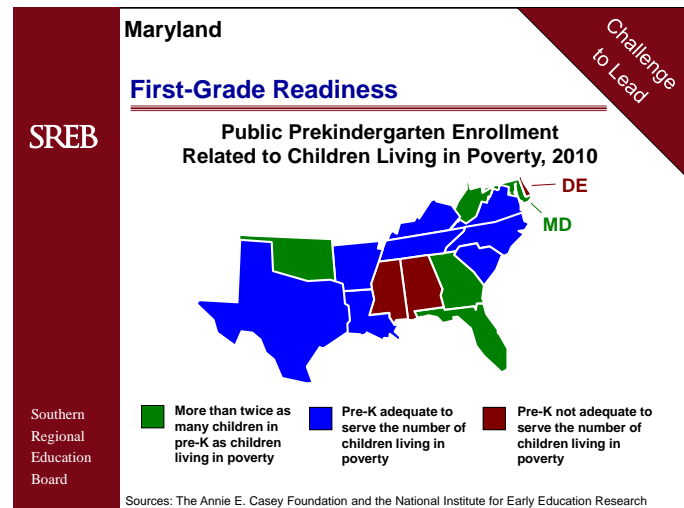 Maryland
Challenge
to Lead
First-Grade Readiness
SREB
Public Prekindergarten Enrollment
Related to Children Living in Poverty, 2010
DE
MD
More than twice as
many children in
pre-K as children
living in poverty
Pre-K adequate to
serve the number of
children living in
poverty
Pre-K not adequate to
serve the number of
children living in
poverty
Southern
Regional
Education
Board
Sources: The Annie E. Casey Foundation and the National Institute for Early Education Research